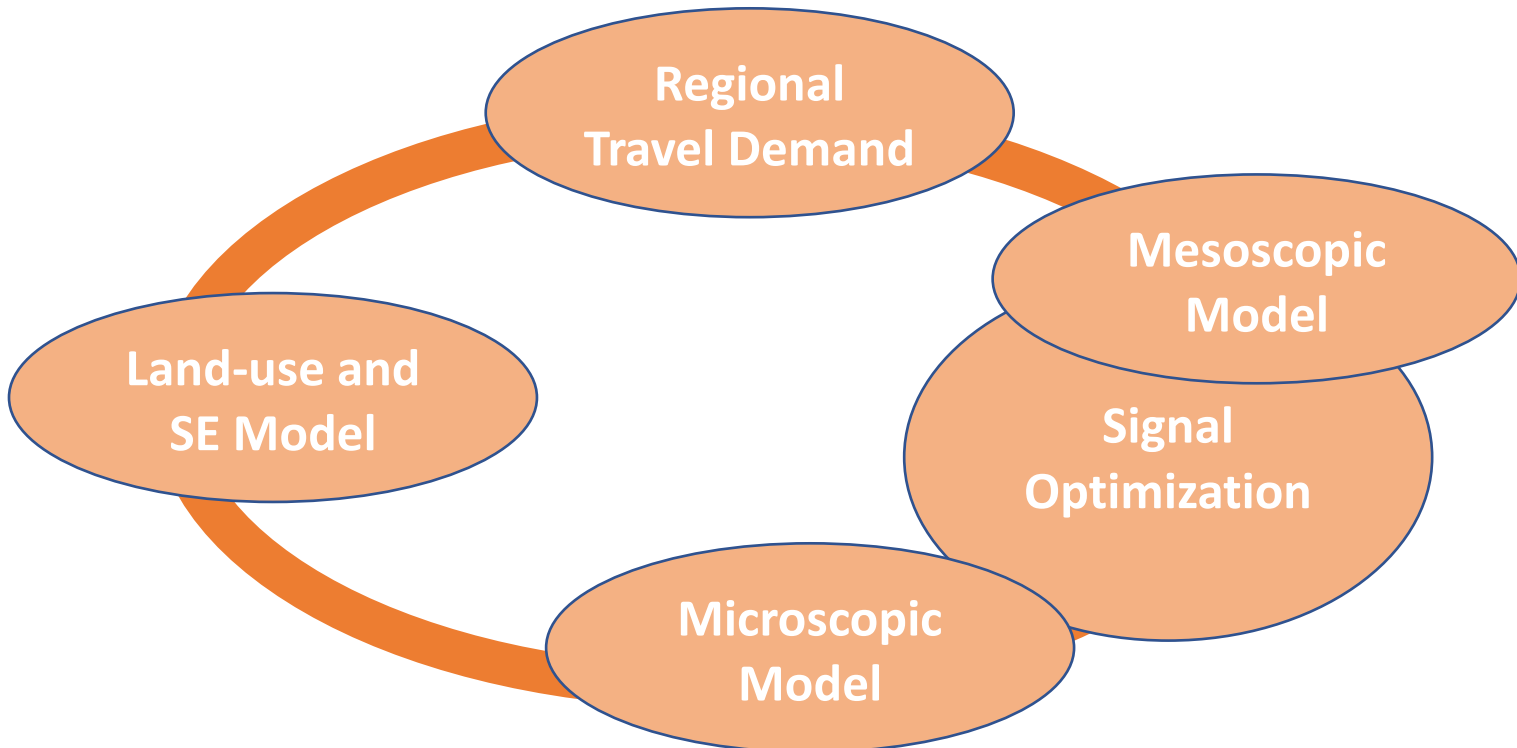 Regional
Travel Demand
Mesoscopic
Model
Land-use and
SE Model
Signal
Optimization
Microscopic
Model